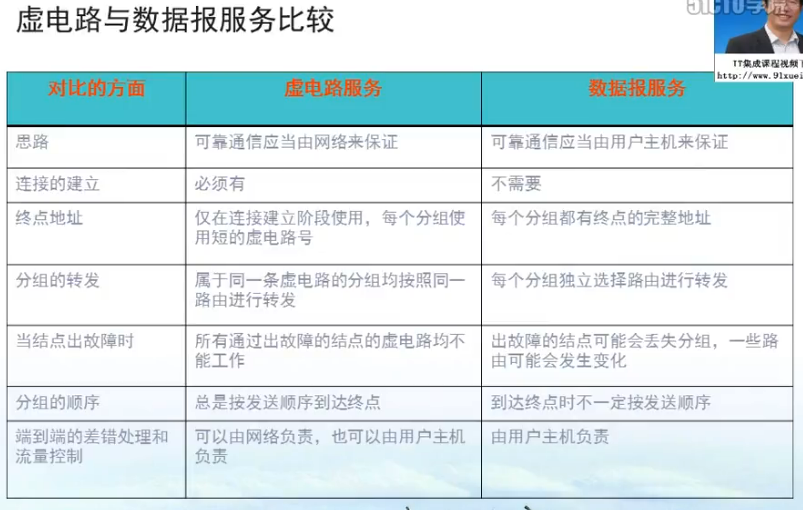 虚电路与数据报服务比较
51CTO学院
IT集成课程视频下
http://www.91xuei
对比的方面
虚电路服务
数据报服务
思路
可靠通信应当由网络来保证
可靠通信应当由用户主机来保证
连接的建立
必须有
不需要
终点地址
仅在连接建立阶段使用，每个分组使
用短的虚电路号
每个分组都有终点的完整地址
分组的转发
属于同一条虚电路的分组均按照同一
路由进行转发
每个分组独立选择路由进行转发
当结点出故障时
所有通过出故障的结点的虚电路均不
能工作
出故障的结点可能会丢失分组，一些路
由可能会发生变化
分组的顺序
总是按发送顺序到达终点
到达终点时不一定按发送顺序
端到端的差错处理和
流量控制
可以由网络负责，也可以由用户主机
负责
由用户主机负责